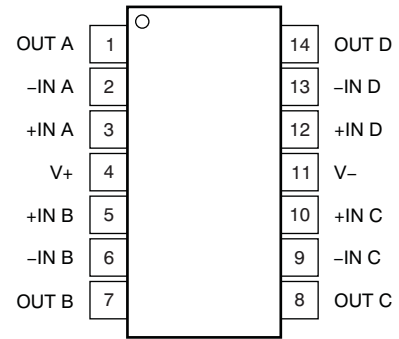 OUT A 1 14 OUT D
−IN A 2 13 −IN D
+IN A 3 12 +IN D
V+ 4 11 V−
+IN B 5 10 +IN C
−IN B 6 9 −IN C
OUT B 7 8 OUT C